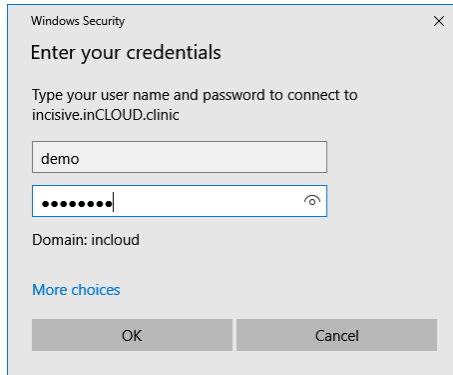 Windows Security
Enter your credentials
Type your user name and password to connect to
incisive.inCLOUD.clinic
demo
●●●●●●●●
Domain: incloud
More choices
OK
Cancel